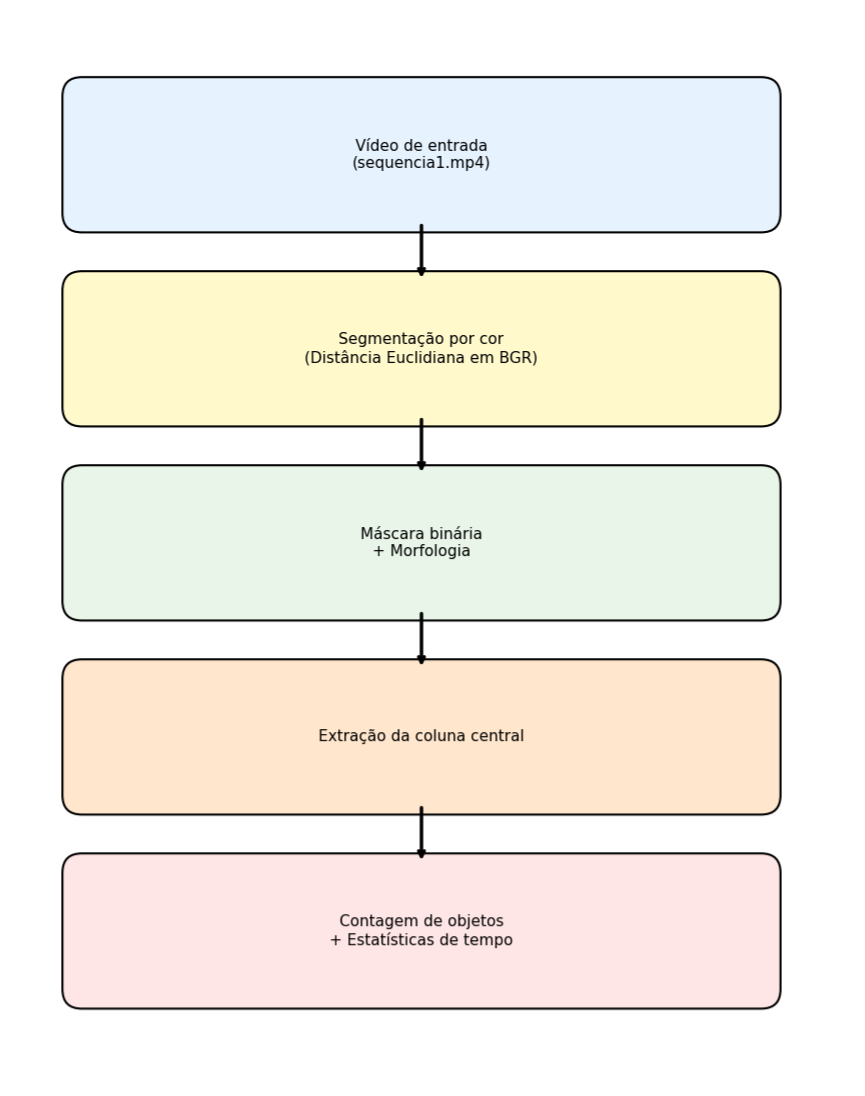 Vídeo de entrada
(sequencia1.mp4)
Segmentação por cor
(Distância Euclidiana em BGR)
Máscara binária
+ Morfologia
Extração da coluna central
Contagem de objetos
+ Estatísticas de tempo